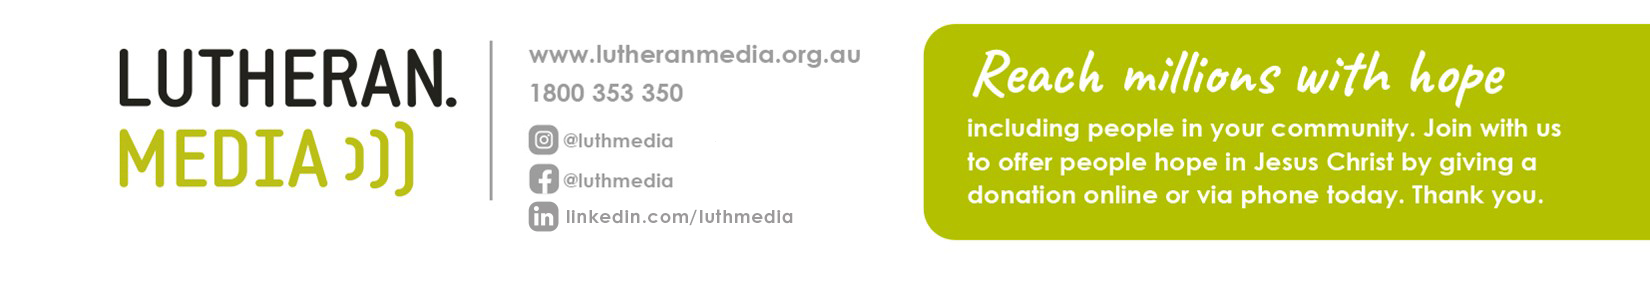 LUTHERAN.
MEDIA
www.lutheranmedia.org.au
1800 353 350
@luthmedia
@luthmedia
linkedin.com/luthmedia
Reach millions with hope
including people in your community. Join with us
to offer people hope in Jesus Christ by giving a
donation online or via phone today. Thank you.